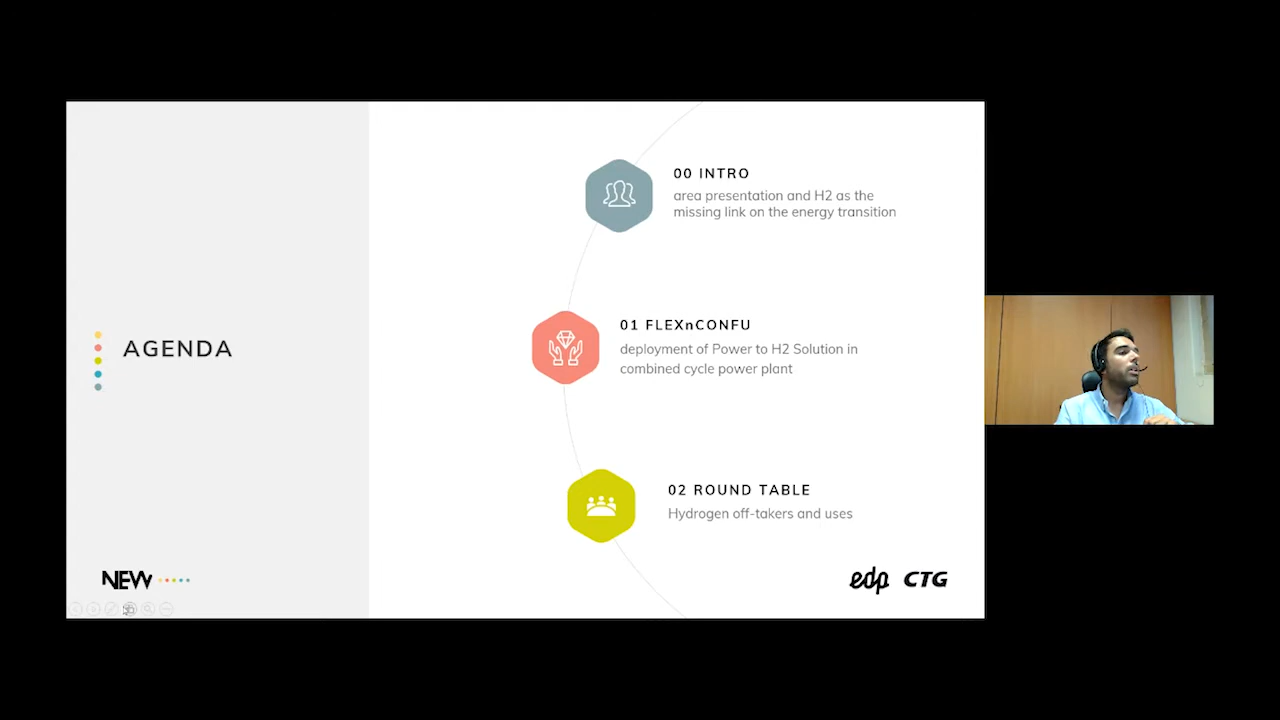 AGENDA
00 INTRO
area presentation and H2 as the
missing link on the energy transition
01 FLEXnCONFU
deployment of Power to H2 Solution in
combined cycle power plant
02 ROUND TABLE
Hydrogen off-takers and uses
NEW
edp CTG